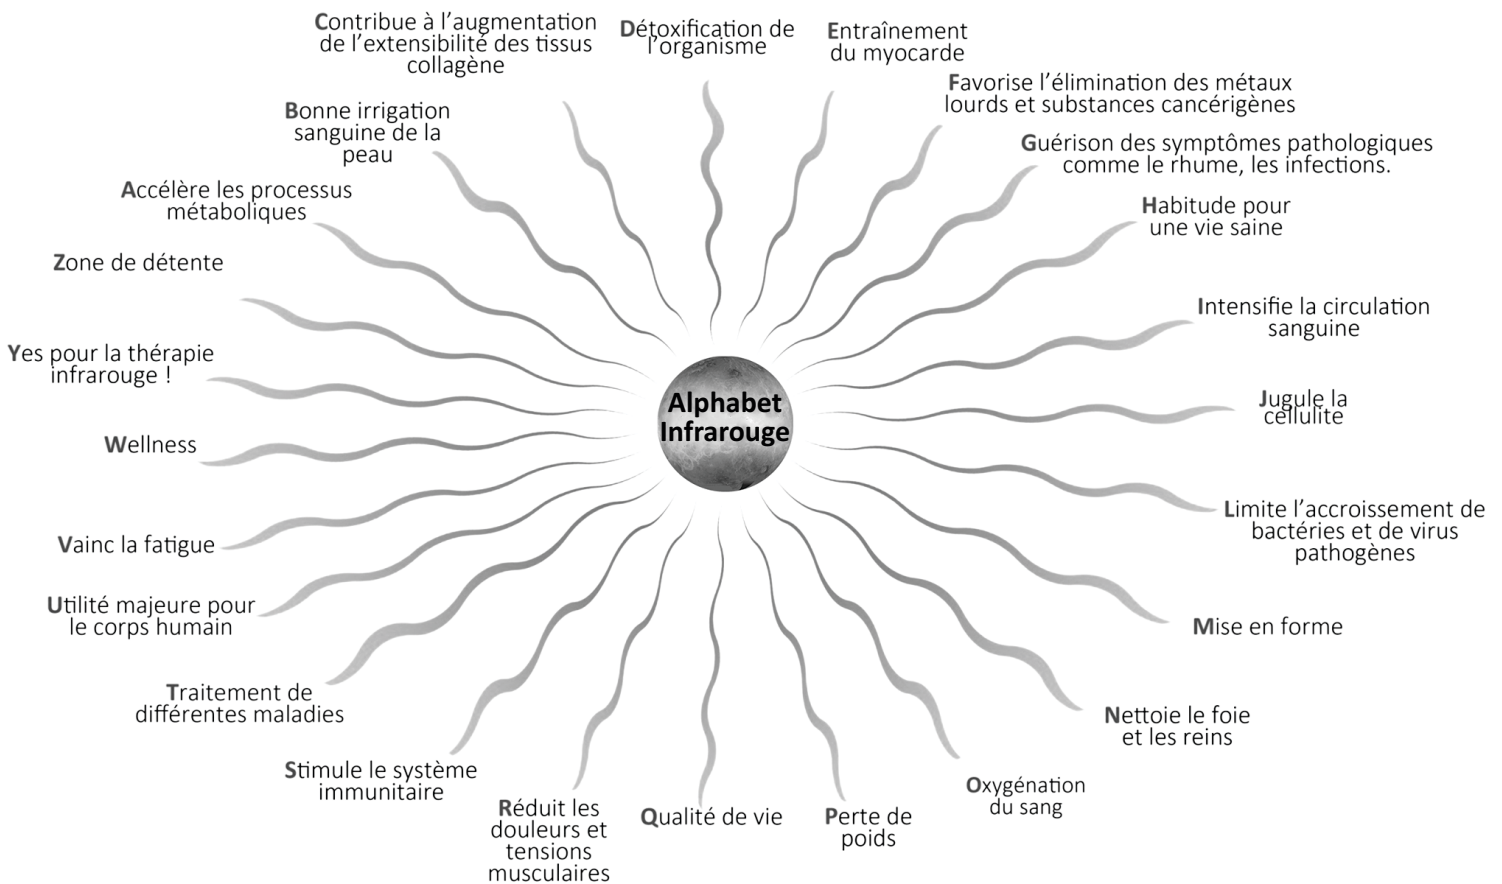 Alphabet
Infrarouge
Accélère les processus
métaboliques
Bonne irrigation
sanguine de la
peau
Contribue à l’augmentation
de l’extensibilité des tissus
collagène
Détoxification de
l’organisme
Entraînement
du myocarde
Favorise l’élimination des métaux
lourds et substances cancérigènes
Guérison des symptômes pathologiques
comme le rhume, les infections.
Habitude pour
une vie saine
Intensifie la circulation
sanguine
Jugule la
cellulite
Limite l’accroissement de
bactéries et de virus
pathogènes
Mise en forme
Nettoie le foie
et les reins
Oxygénation
du sang
Perte de
poids
Qualité de vie
Réduit les
douleurs et
tensions
musculaires
Stimule le système
immunitaire
Traitement de
différentes maladies
Utilité majeure pour
le corps humain
Vainc la fatigue
Wellness
Yes pour la thérapie
infrarouge !
Zone de détente